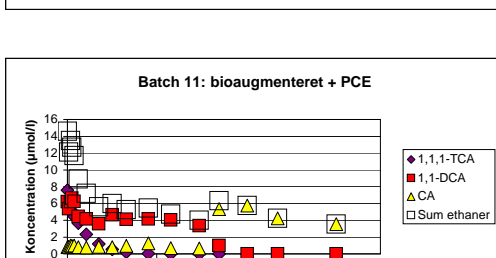 Batch 11: bioaugmenteret + PCE
Koncentration (µmol/l)
16
14
12
10
8
6
4
2
0
1,1,1-TCA
1,1-DCA
CA
Sum ethaner